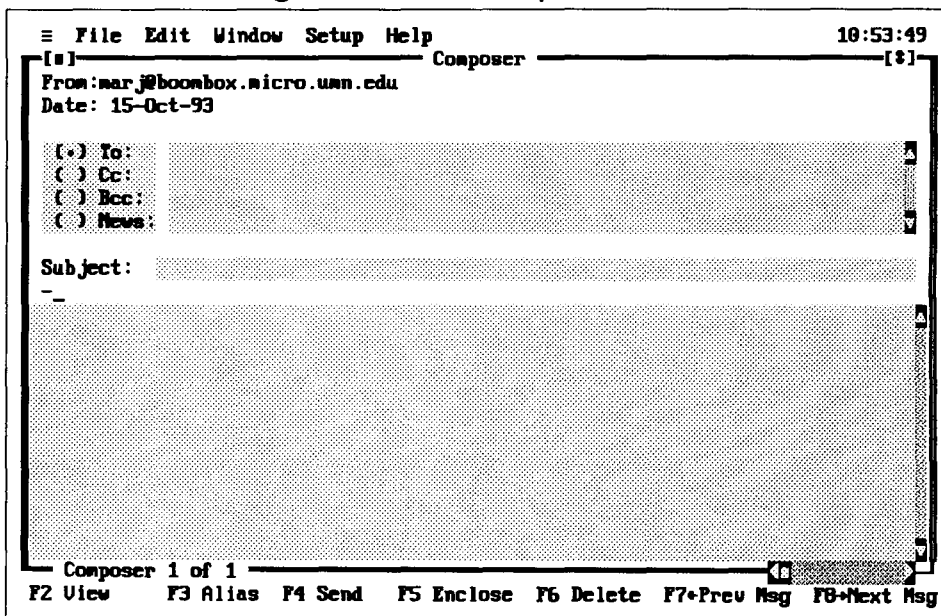 ≡ File Edit Window Setup Help 10:53:49
[■] Composer [↕]
From:marj@boombox.micro.umn.edu
Date: 15-Oct-93
(•) To:
( ) Cc:
( ) Bcc:
( ) News:
Subject:
Composer 1 of 1
F2 View F3 Alias F4 Send F5 Enclose F6 Delete F7←Prev Msg F8→Next Msg